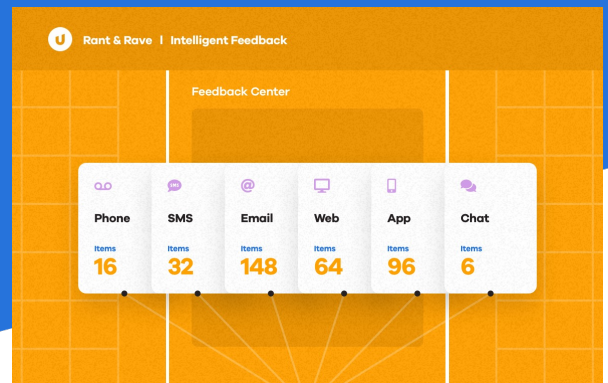 Rant & Rave | Intelligent Feedback
Feedback Center
SMS
Phone SMS Email Web App Chat
Items Items Items Items Items Items
16 32 148 64 96 6